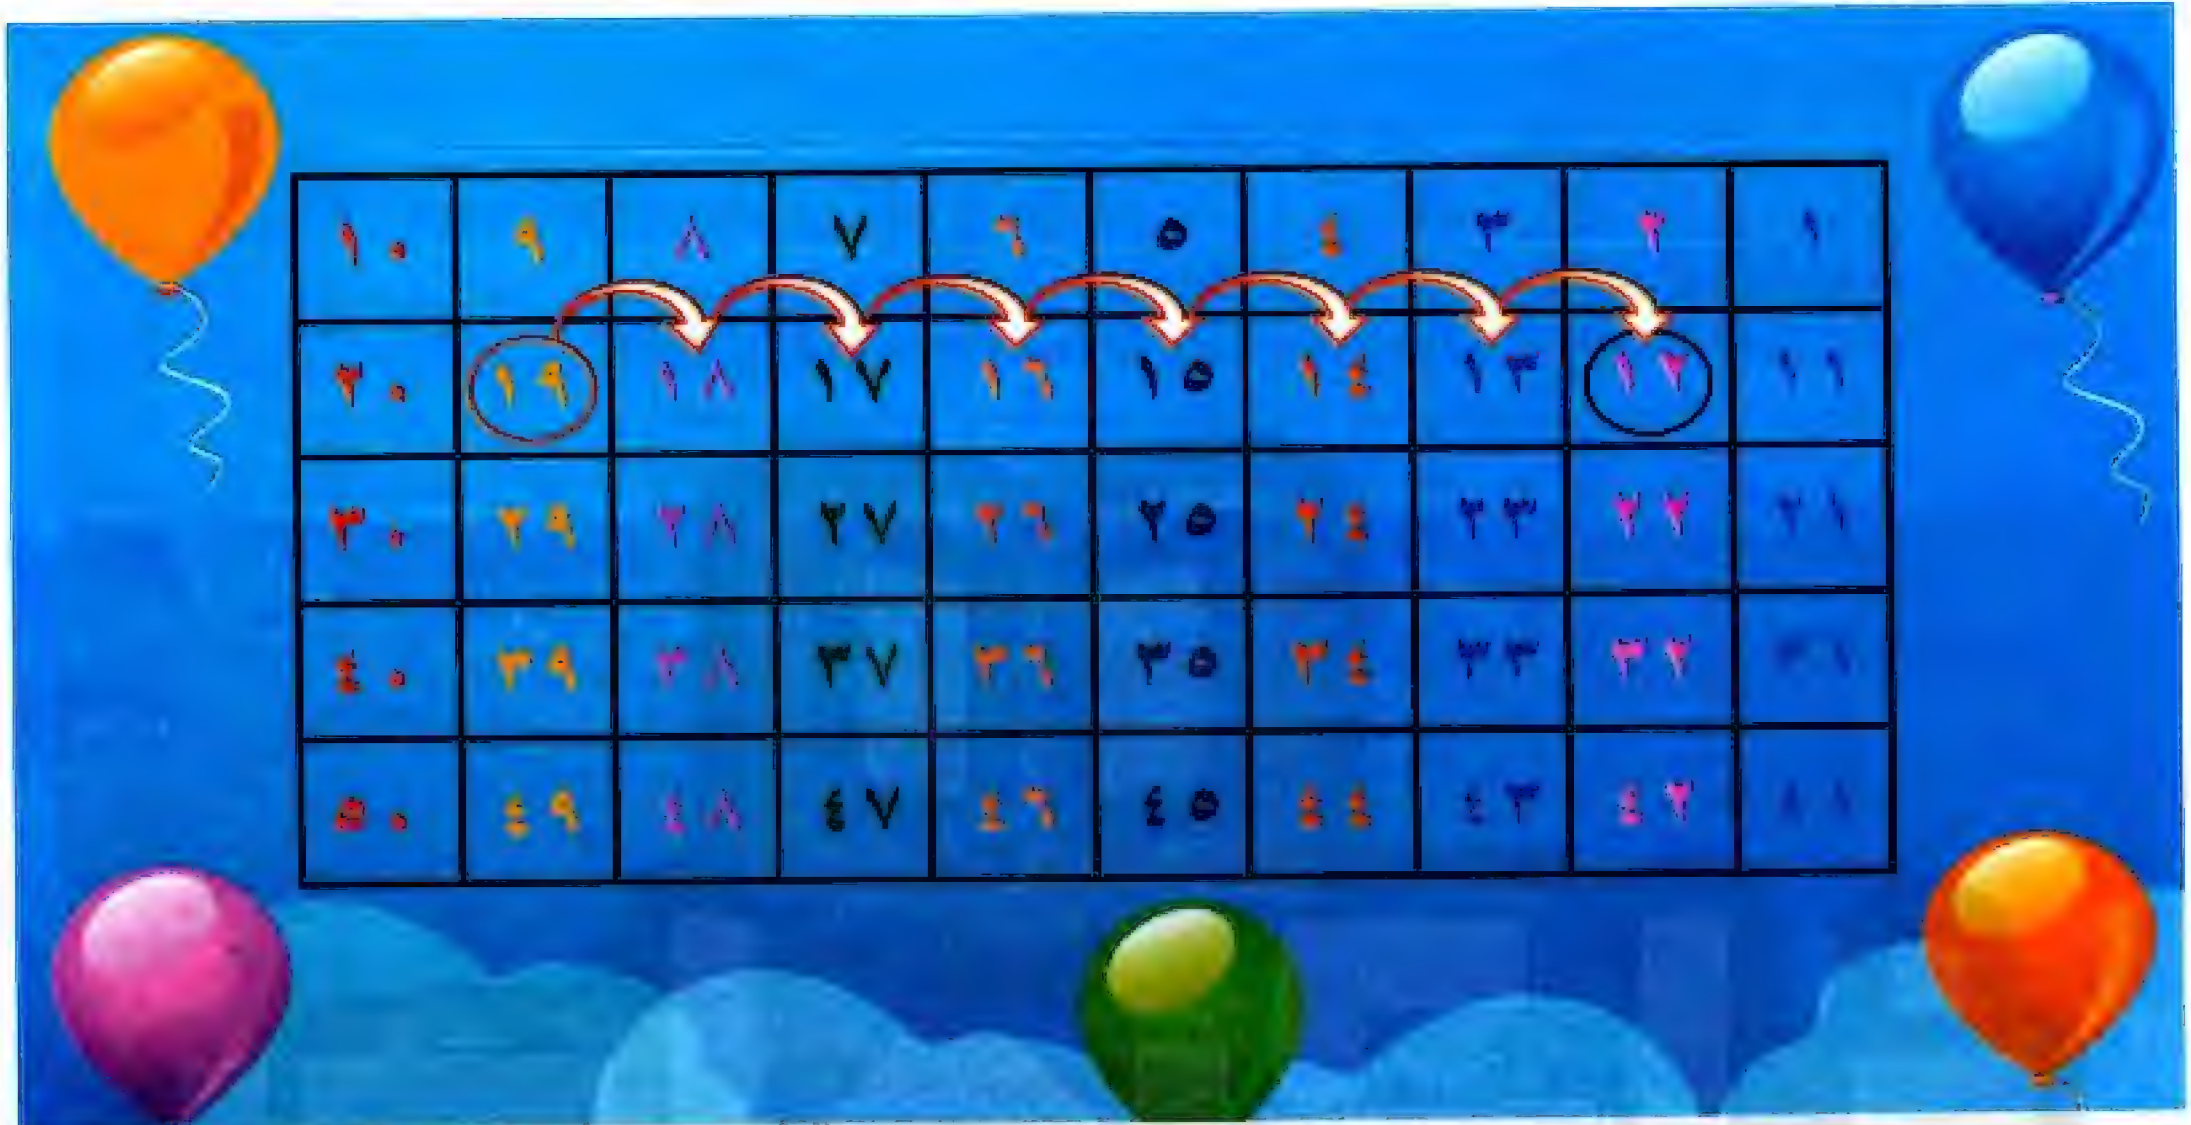 ١ ٢ ٣ ٤ ٥ ٦ ٧ ٨ ٩ ١٠
١١ ١٢ ١٣ ١٤ ١٥ ١٦ ١٧ ١٨ ١٩ ٢٠
٢١ ٢٢ ٢٣ ٢٤ ٢٥ ٢٦ ٢٧ ٢٨ ٢٩ ٣٠
٣١ ٣٢ ٣٣ ٣٤ ٣٥ ٣٦ ٣٧ ٣٨ ٣٩ ٤٠
٤١ ٤٢ ٤٣ ٤٤ ٤٥ ٤٦ ٤٧ ٤٨ ٤٩ ٥٠